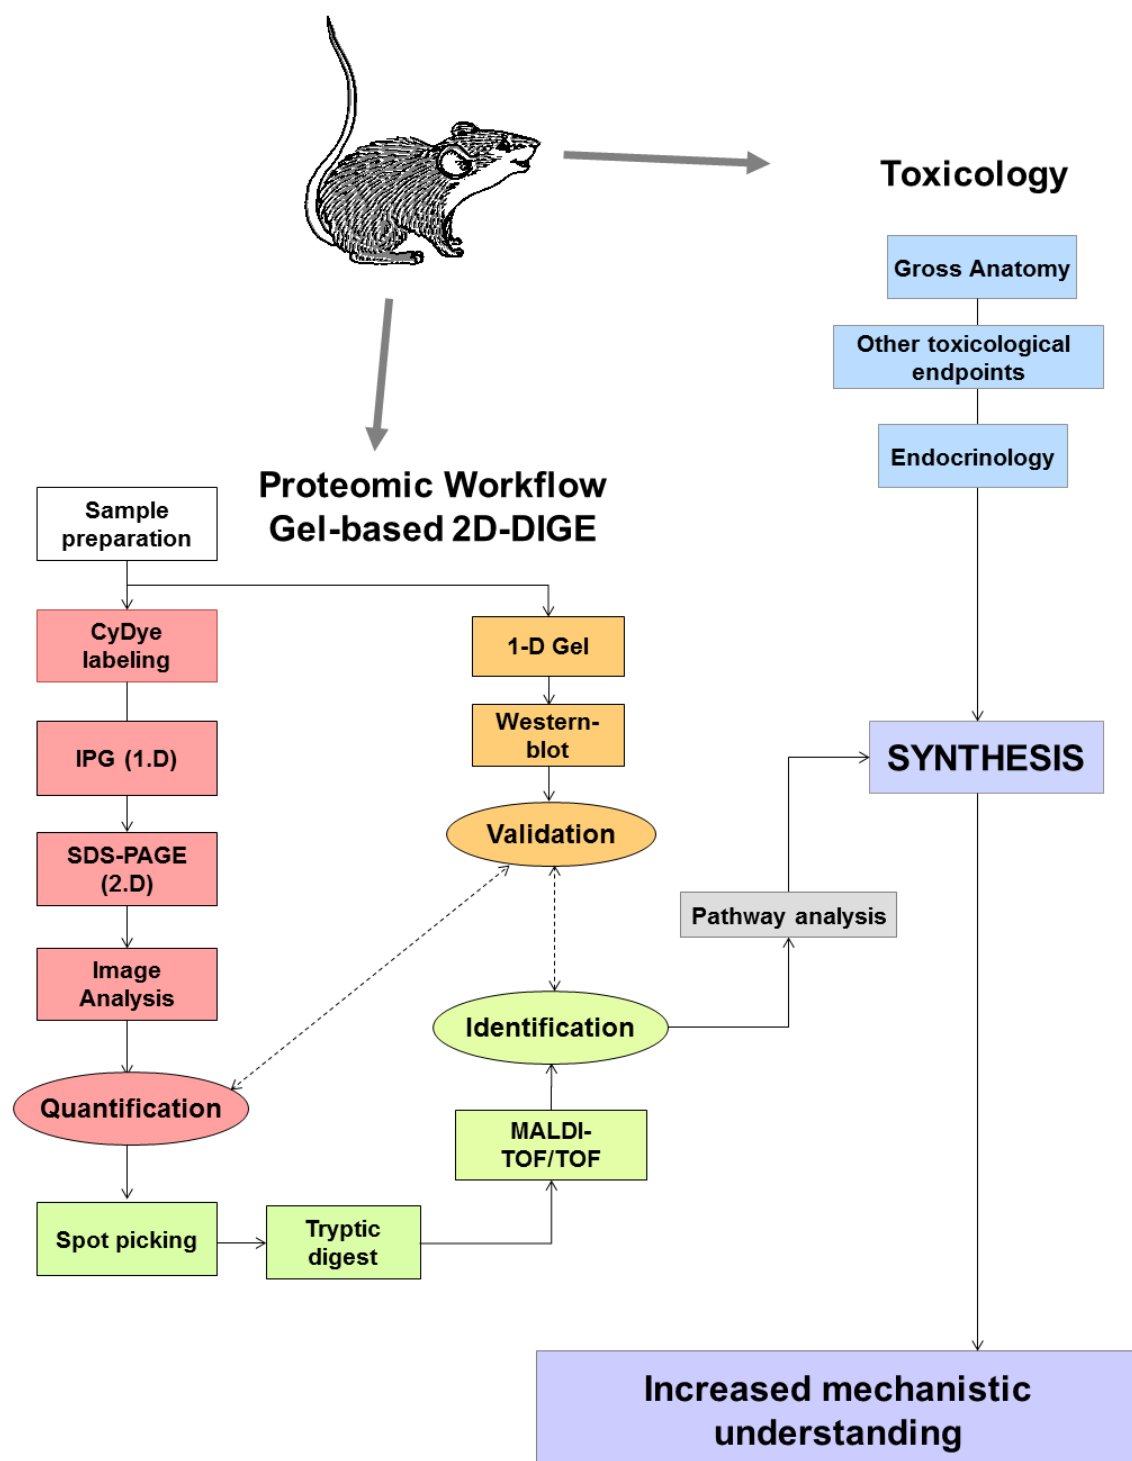 Toxicology
Gross Anatomy
Other toxicological
endpoints
Endocrinology
Proteomic Workflow
Gel-based 2D-DIGE
Sample
preparation
CyDye
labeling
IPG (1.D)
SDS-PAGE
(2.D)
Image
Analysis
Quantification
Spot picking
Tryptic
digest
MALDI-
TOF/TOF
Identification
1-D Gel
Western-
blot
Validation
Pathway analysis
SYNTHESIS
Increased mechanistic
understanding